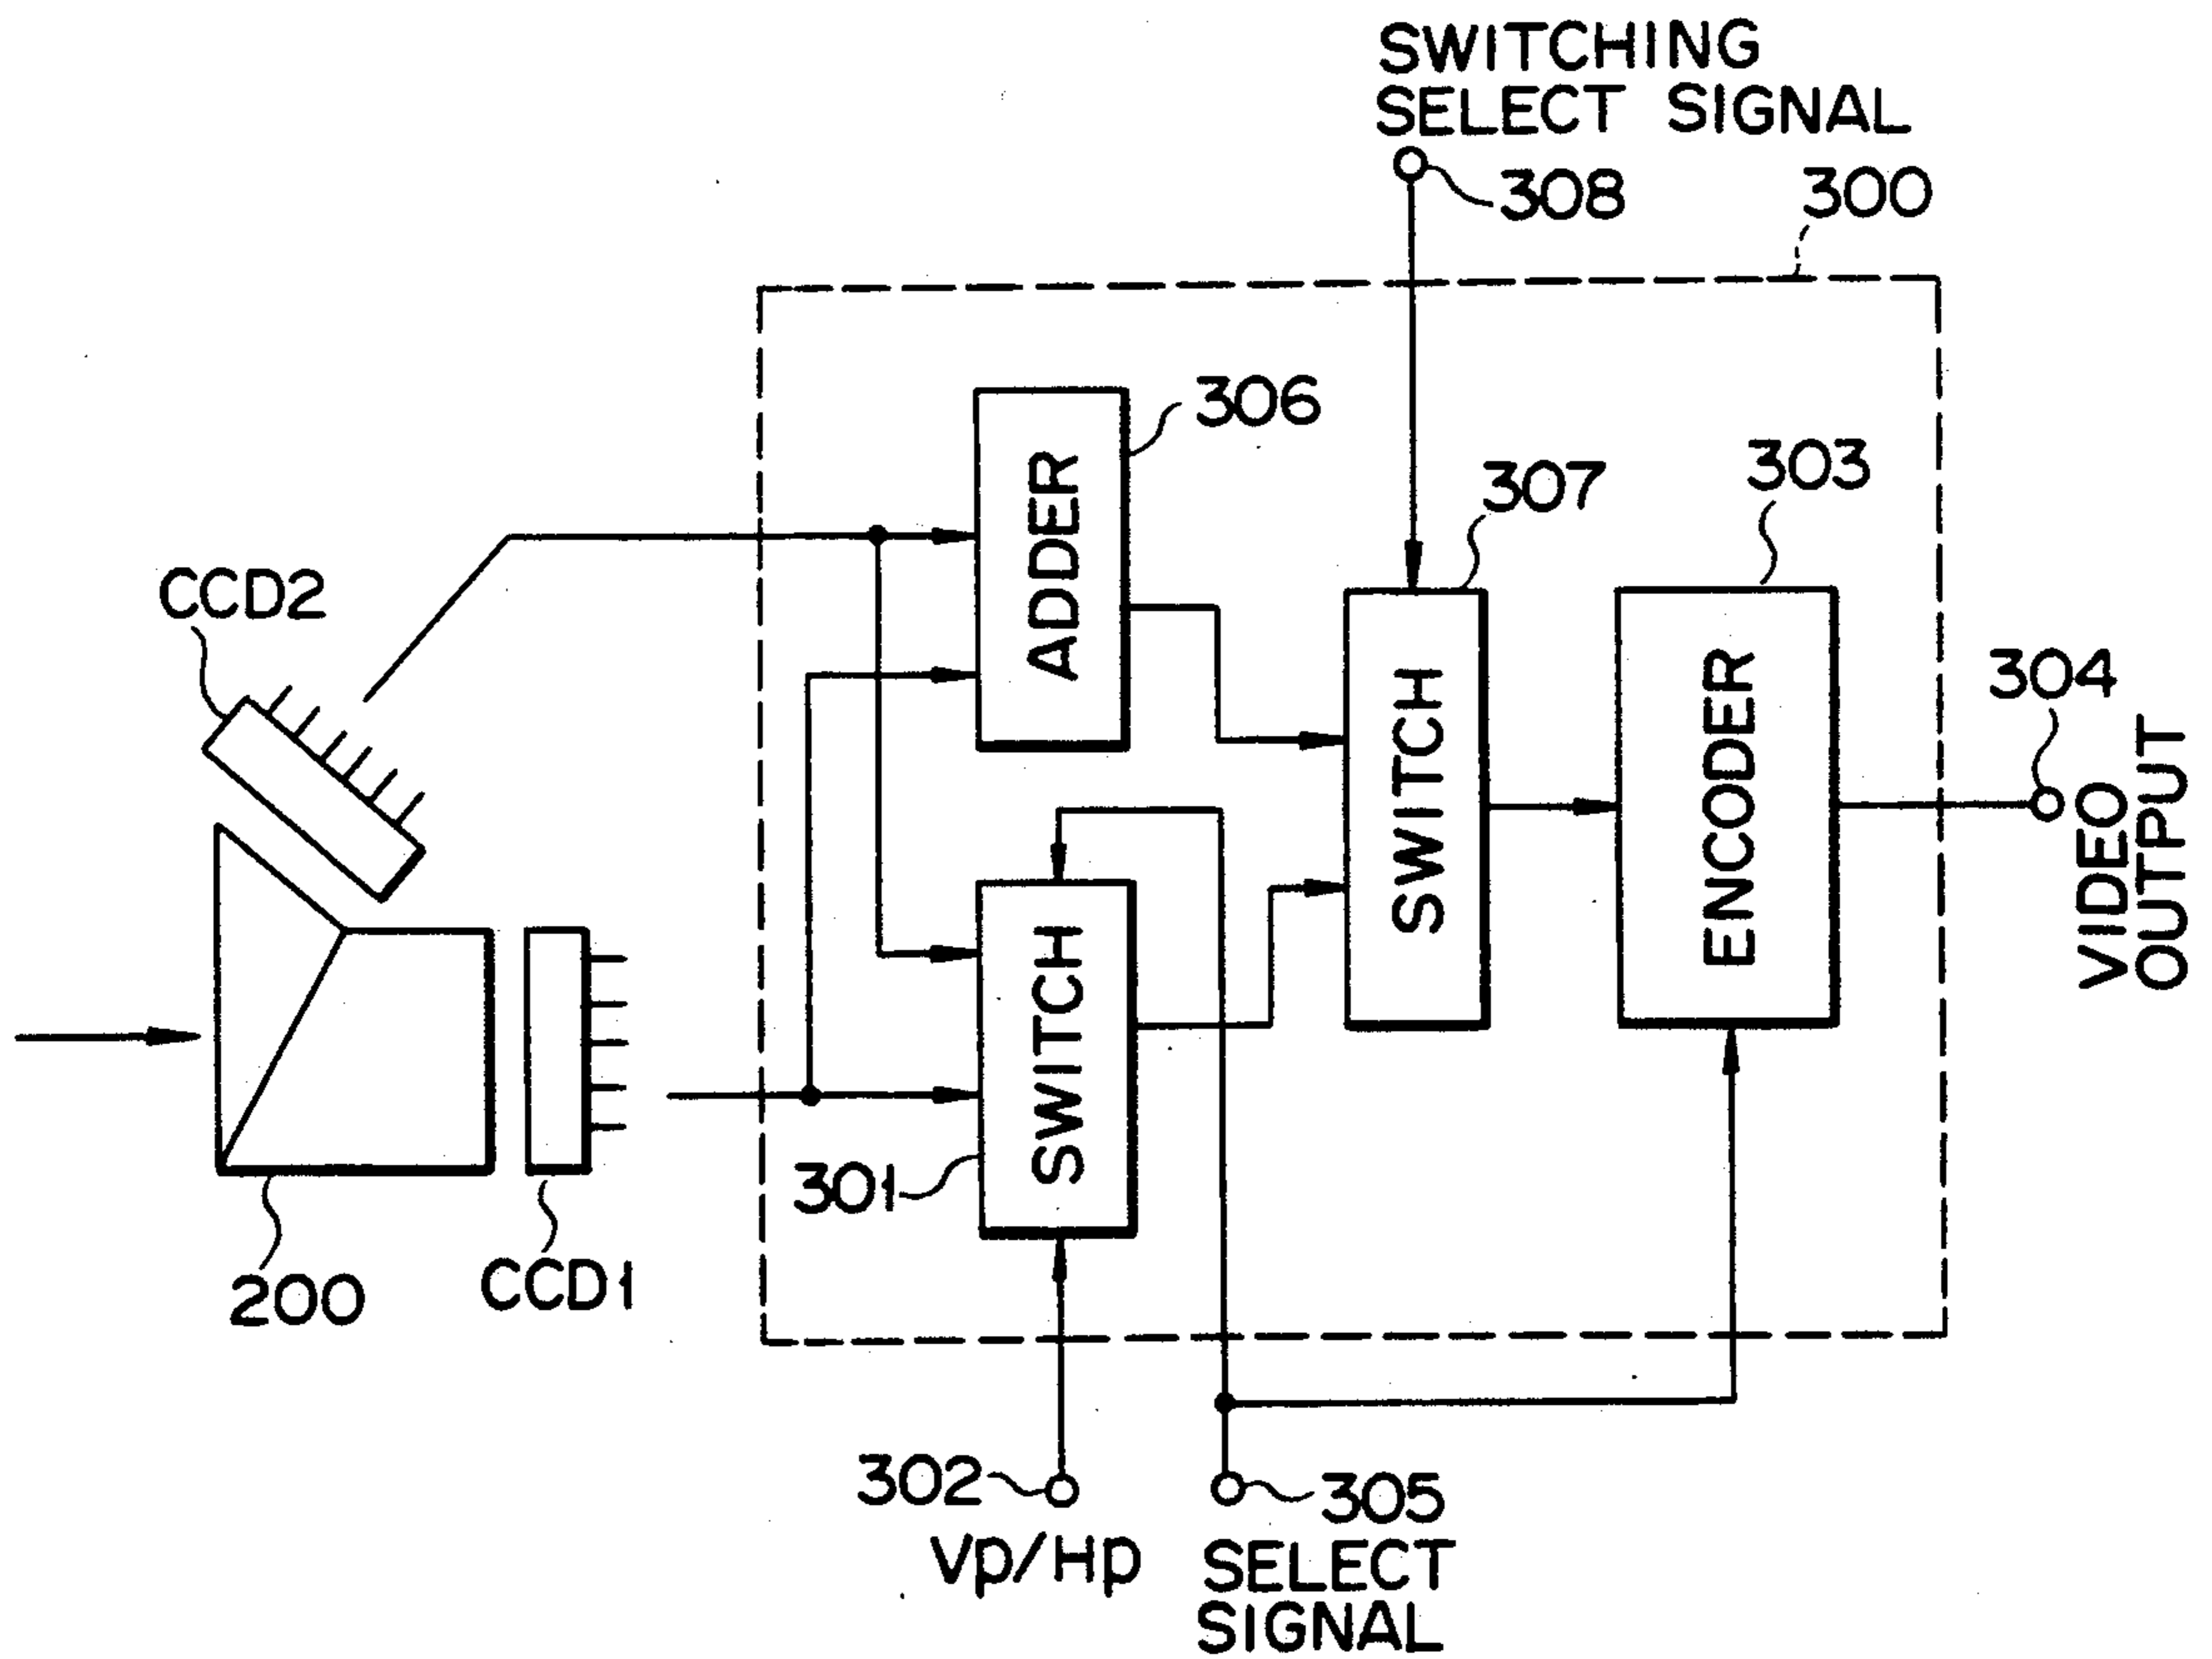 SWITCHING
SELECT SIGNAL
308
300
306
307
303
ADDER
CCD2
304
SWITCH
ENCODER
VIDEO
OUTPUT
SWITCH
301
200
CCD1
302
305
Vp/Hp
SELECT
SIGNAL